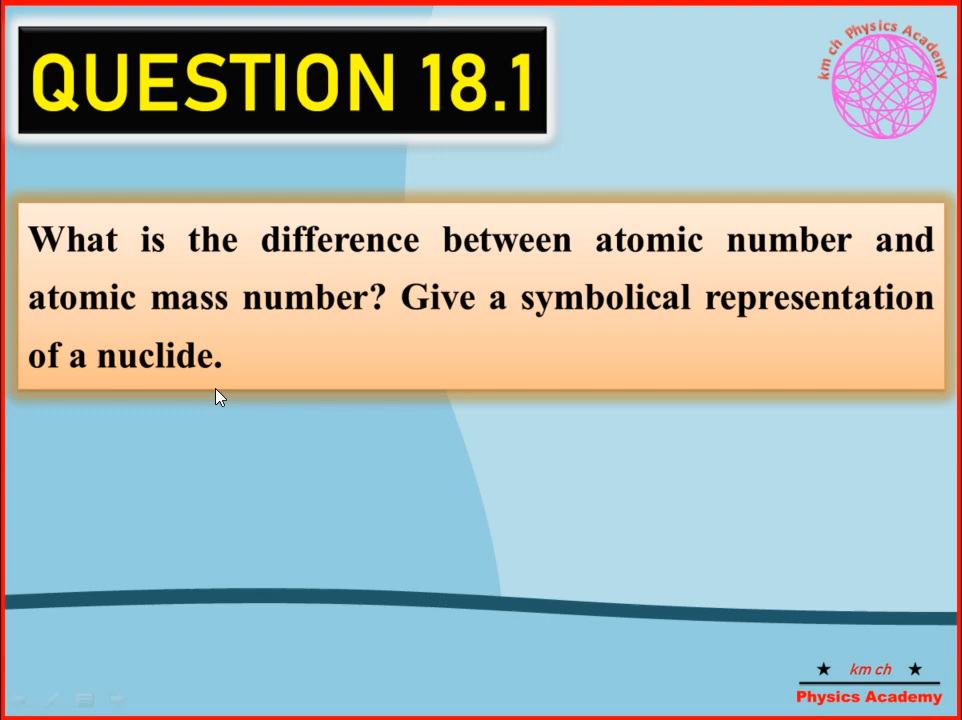 QUESTION 18.1
km ch Physics Academy
What is the difference between atomic number and
atomic mass number? Give a symbolical representation
of a nuclide.
★ km ch ★
Physics Academy